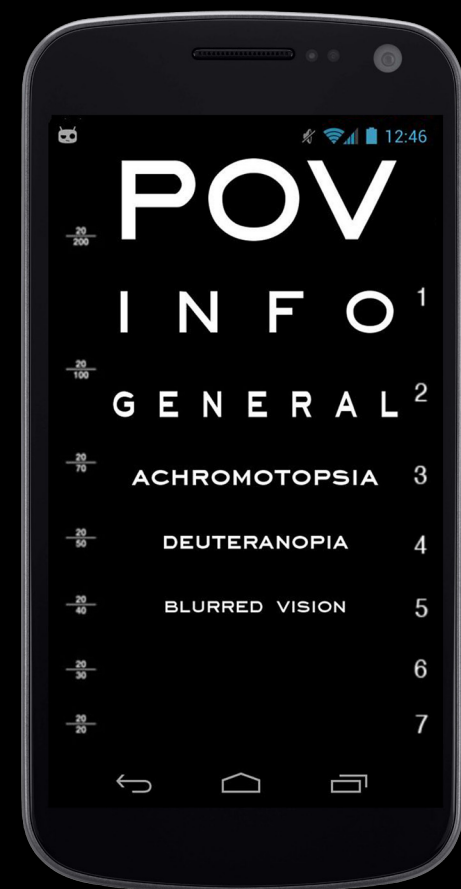 12:46
POV
20/200
INFO 1
20/100
GENERAL 2
20/70 ACHROMOTOPSIA 3
20/50 DEUTERANOPIA 4
20/40 BLURRED VISION 5
20/30 6
20/20 7